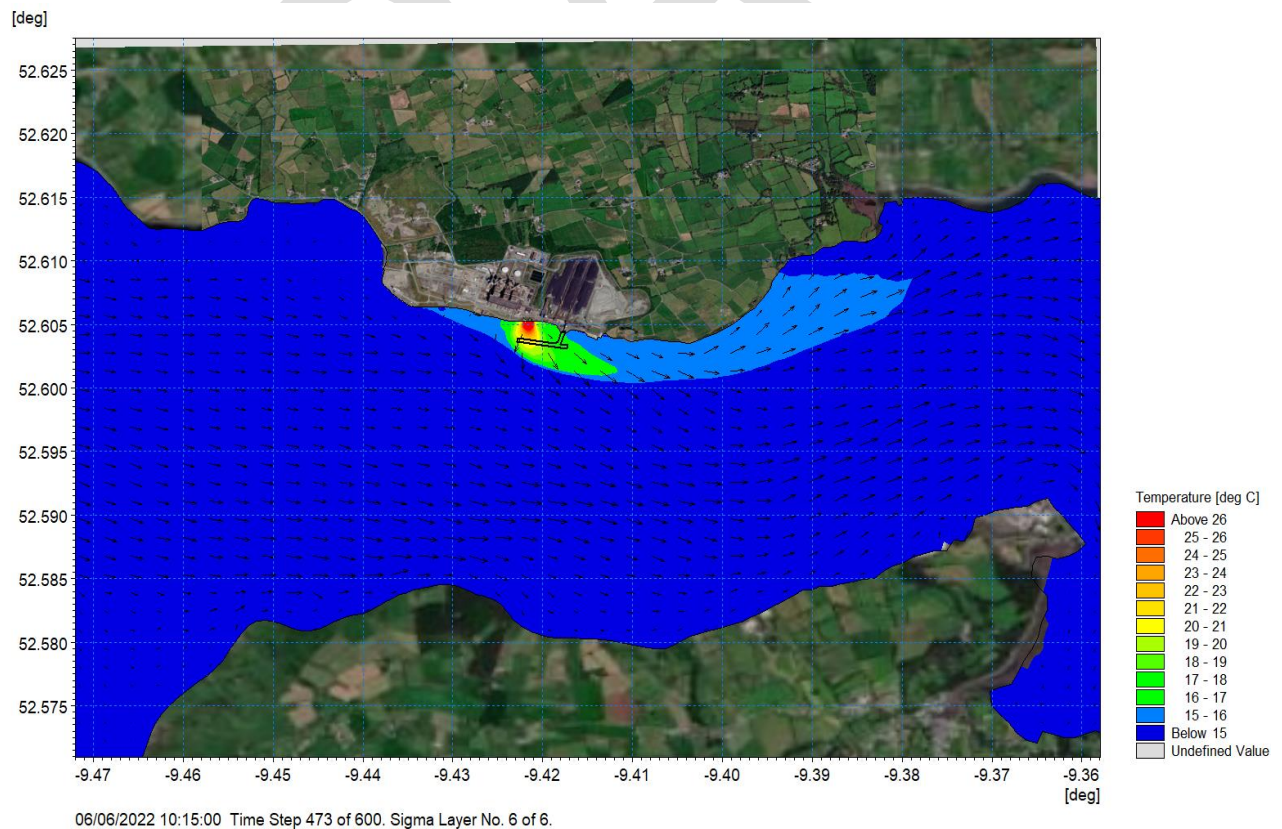 [deg]
52.625
52.620
52.615
52.610
52.605
52.600
52.595
52.590
52.585
52.580
52.575
-9.47 -9.46 -9.45 -9.44 -9.43 -9.42 -9.41 -9.40 -9.39 -9.38 -9.37 -9.36
[deg]
06/06/2022 10:15:00 Time Step 473 of 600. Sigma Layer No. 6 of 6.
Temperature [deg C]
Above 26
25 - 26
24 - 25
23 - 24
22 - 23
21 - 22
20 - 21
19 - 20
18 - 19
17 - 18
16 - 17
15 - 16
Below 15
Undefined Value